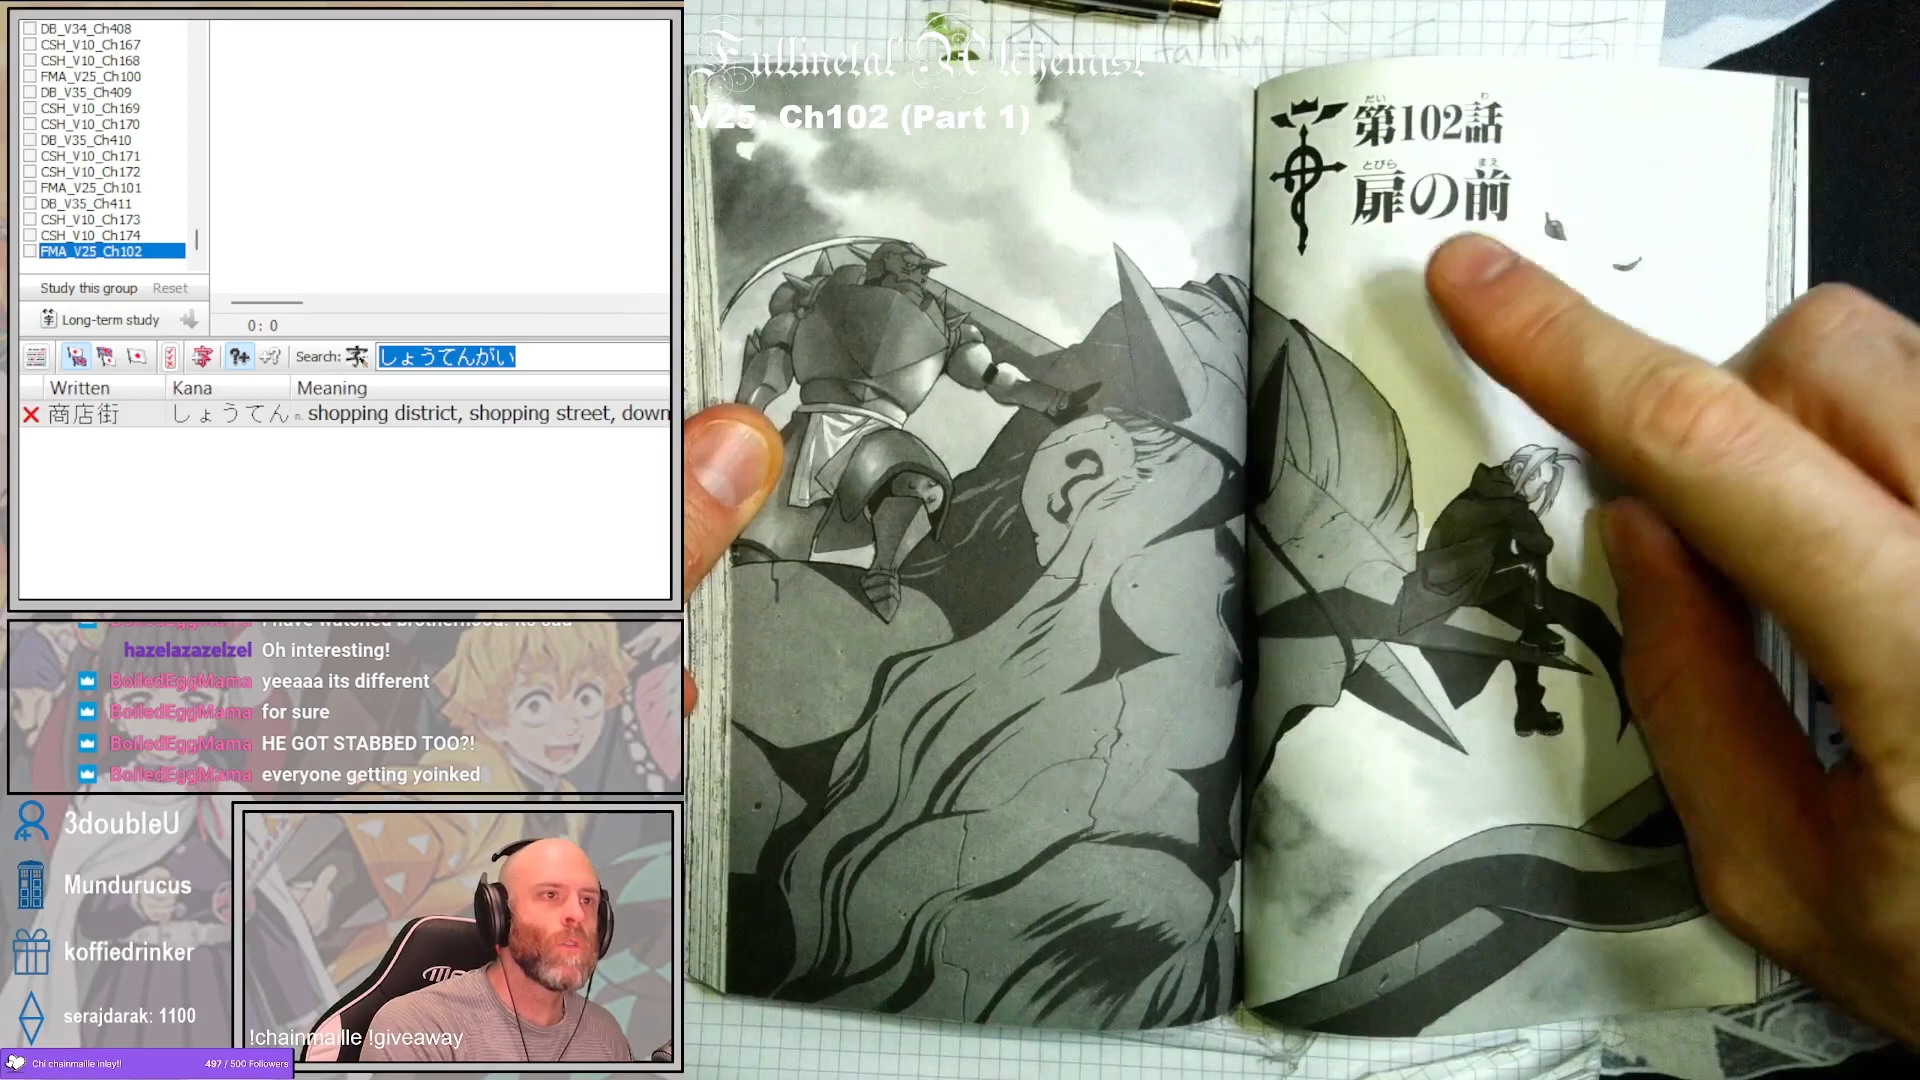 DB_V34_Ch408
CSH_V10_Ch167
CSH_V10_Ch168
FMA_V25_Ch100
DB_V35_Ch409
CSH_V10_Ch169
CSH_V10_Ch170
DB_V35_Ch410
CSH_V10_Ch171
CSH_V10_Ch172
FMA_V25_Ch101
DB_V35_Ch411
CSH_V10_Ch173
CSH_V10_Ch174
FMA_V25_Ch102
Study this group Reset
Long-term study
0: 0
Search: しょうてんがい
Written Kana Meaning
商店街 しょうてん n. shopping district, shopping street, down
hazelazazelzel Oh interesting!
BoiledEggMama yeeaaa its different
BoiledEggMama for sure
BoiledEggMama HE GOT STABBED TOO?!
BoiledEggMama everyone getting yoinked
3doubleU
Mundurucus
koffiedrinker
serajdarak: 1100
!chainmaille !giveaway
Chi chainmaille inlay!! 497 / 500 Followers
Fullmetal Alchemist
V25. Ch102 (Part 1)
だい わ
第102話
とびら まえ
扉の前